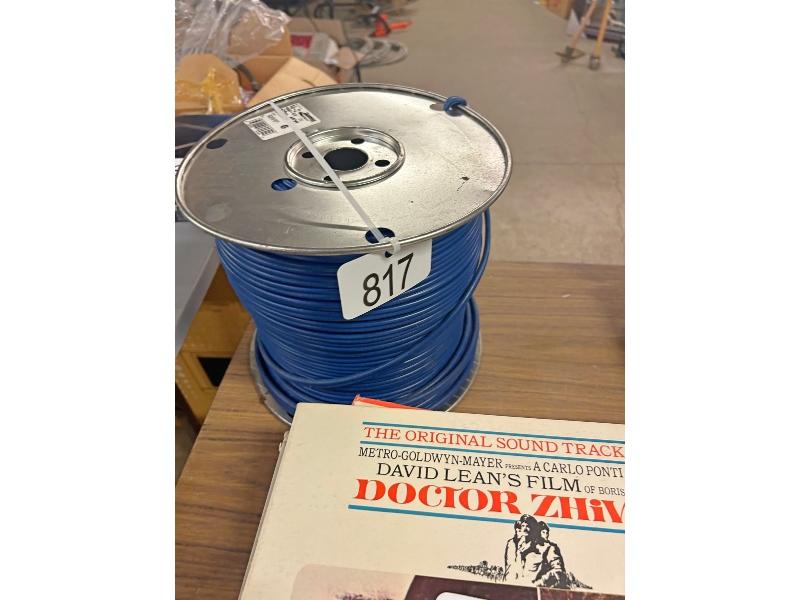 817
THE ORIGINAL SOUND TRACK
METRO-GOLDWYN-MAYER PRESENTS A CARLO PONTI
DAVID LEAN'S FILM OF BORIS
DOCTOR ZHiV